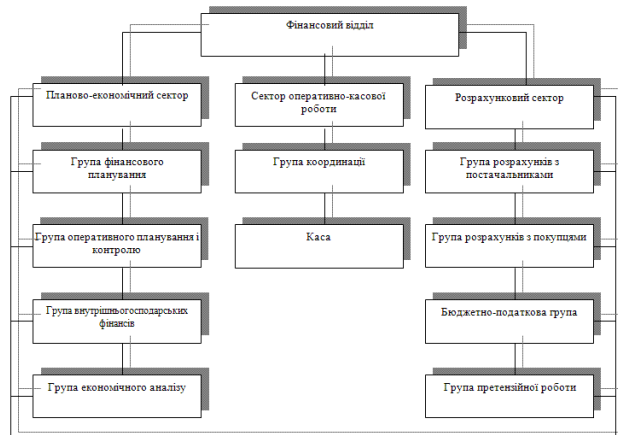 Фінансовий відділ
Планово-економічний сектор
Сектор оперативно-касової
роботи
Розрахунковий сектор
Група фінансового
планування
Група координації
Група розрахунків з
постачальниками
Група оперативного планування і
контролю
Каса
Група розрахунків з покупцями
Група внутрішньогосподарських
фінансів
Бюджетно-податкова група
Група економічного аналізу
Група претензійної роботи